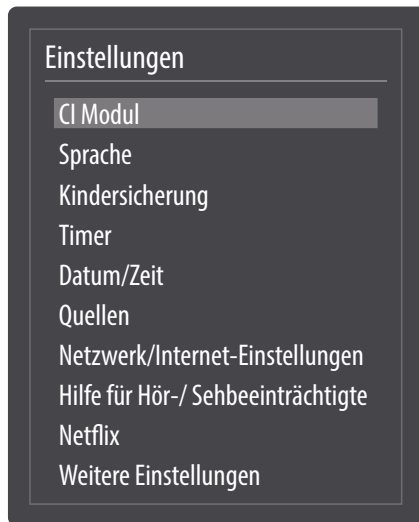 Einstellungen
CI Modul
Sprache
Kindersicherung
Timer
Datum/Zeit
Quellen
Netzwerk/Internet-Einstellungen
Hilfe für Hör-/ Sehbeeinträchtigte
Netflix
Weitere Einstellungen